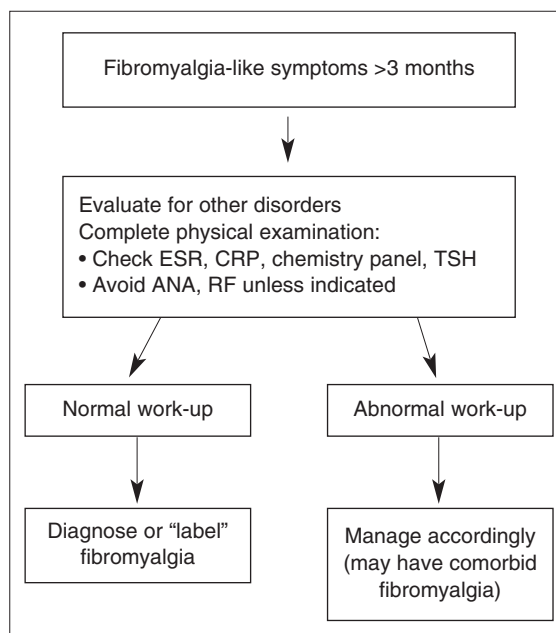 Fibromyalgia-like symptoms >3 months
Evaluate for other disorders
Complete physical examination:
• Check ESR, CRP, chemistry panel, TSH
• Avoid ANA, RF unless indicated
Normal work-up
Abnormal work-up
Diagnose or “label”
fibromyalgia
Manage accordingly
(may have comorbid
fibromyalgia)